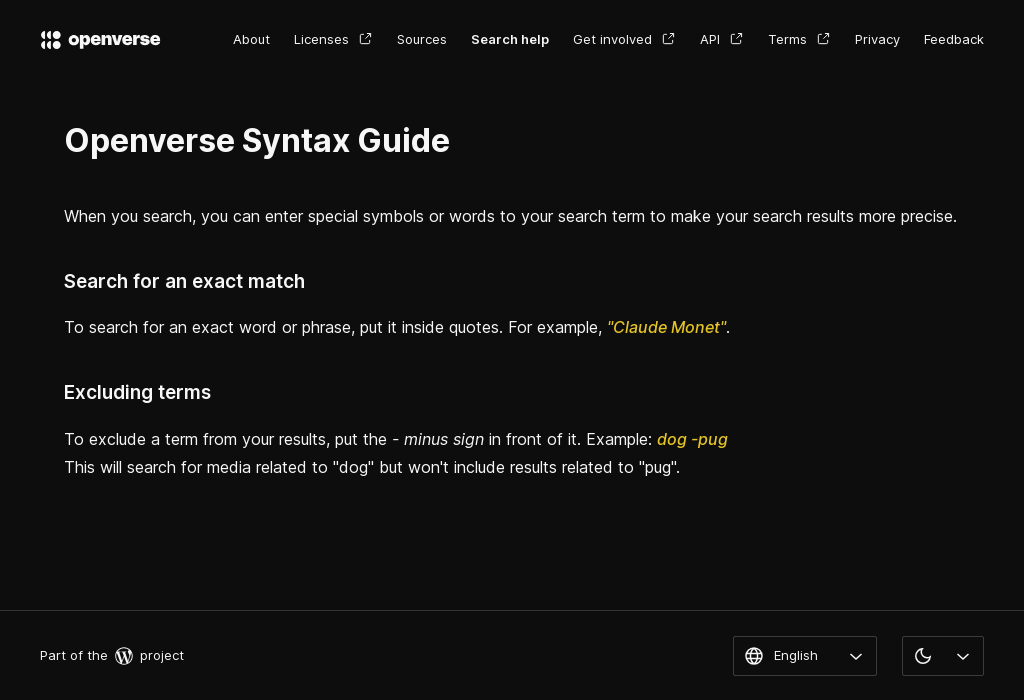 openverse About Licenses Sources Search help Get involved API Terms Privacy Feedback
Openverse Syntax Guide
When you search, you can enter special symbols or words to your search term to make your search results more precise.
Search for an exact match
To search for an exact word or phrase, put it inside quotes. For example, "Claude Monet".
Excluding terms
To exclude a term from your results, put the - minus sign in front of it. Example: dog -pug
This will search for media related to "dog" but won't include results related to "pug".
Part of the project English